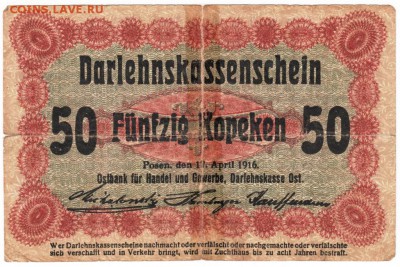 COINS.LAVE.RU
Darlehnskassenschein
50 Fünfzig Kopeken 50
Posen, den 17. April 1916.
Ostbank für Handel und Gewerbe, Darlehnskasse Ost.
Kauffmann
Wer Darlehnskassenscheine nachmacht oder verfälscht oder nachgemachte oder verfälschte
sich verschafft und in Verkehr bringt, wird mit Zuchthaus bis zu acht Jahren bestraft.